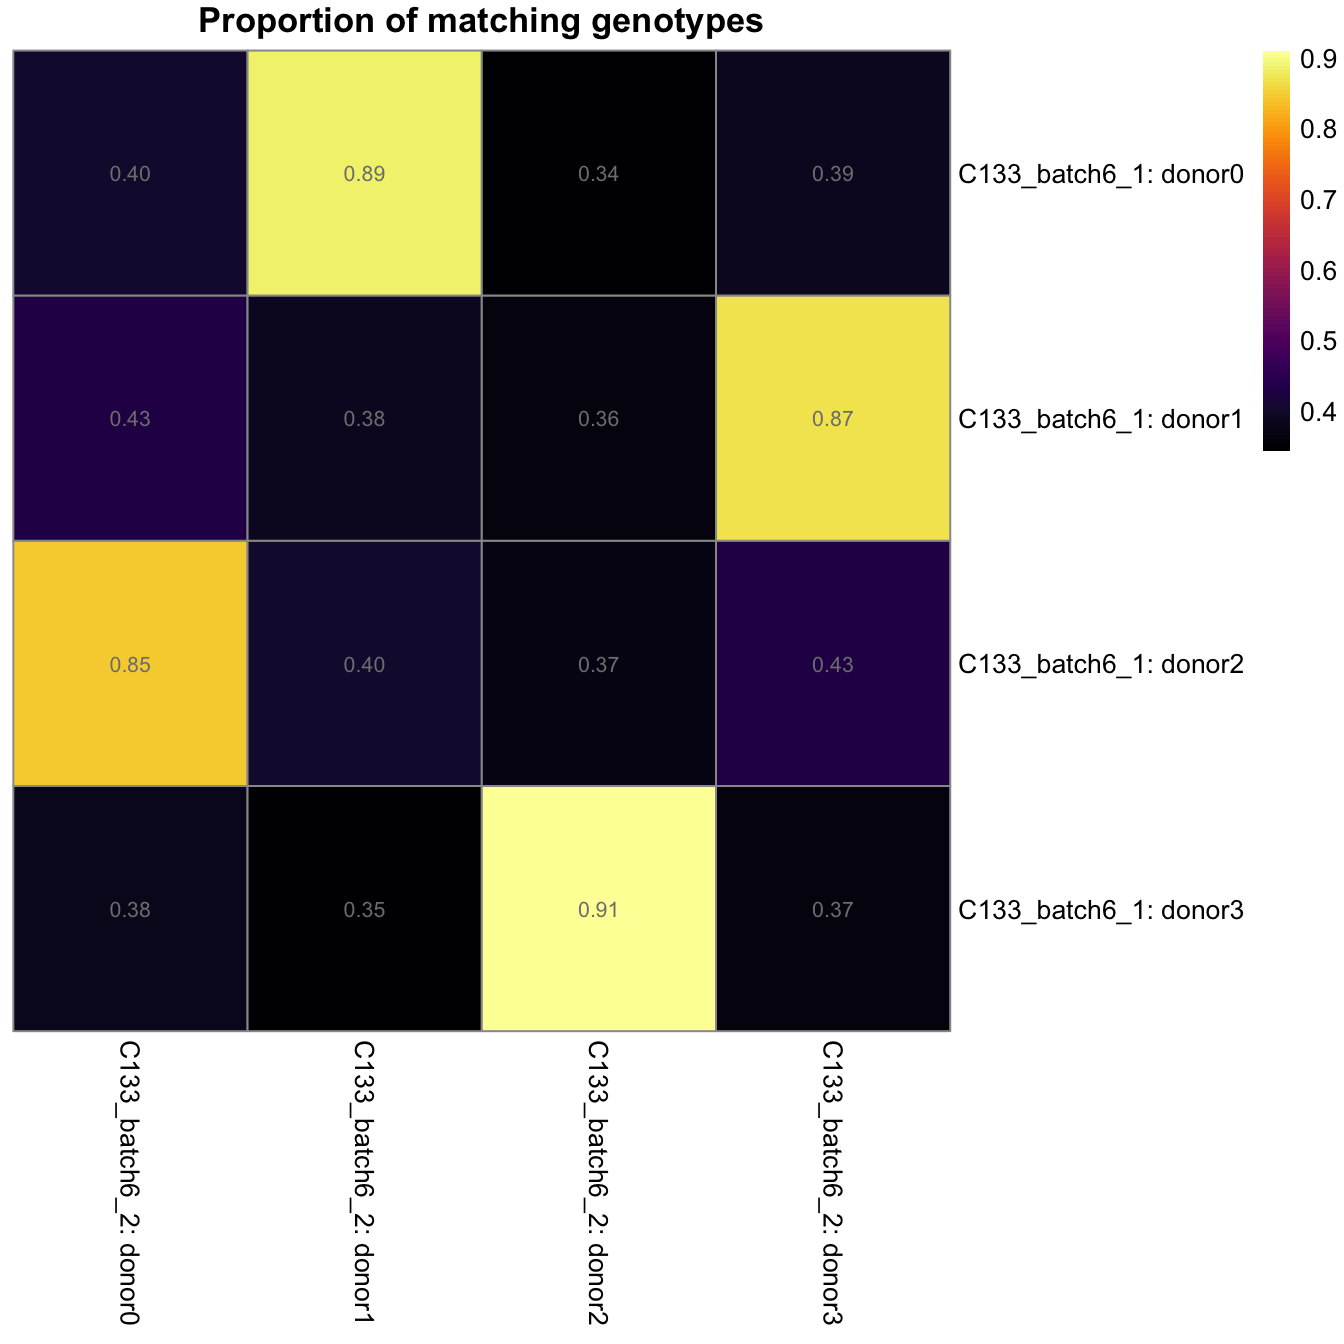 Proportion of matching genotypes
0.40 0.89 0.34 0.39 C133_batch6_1: donor0
0.43 0.38 0.36 0.87 C133_batch6_1: donor1
0.85 0.40 0.37 0.43 C133_batch6_1: donor2
0.38 0.35 0.91 0.37 C133_batch6_1: donor3
C133_batch6_2: donor0
C133_batch6_2: donor1
C133_batch6_2: donor2
C133_batch6_2: donor3
0.9
0.8
0.7
0.6
0.5
0.4